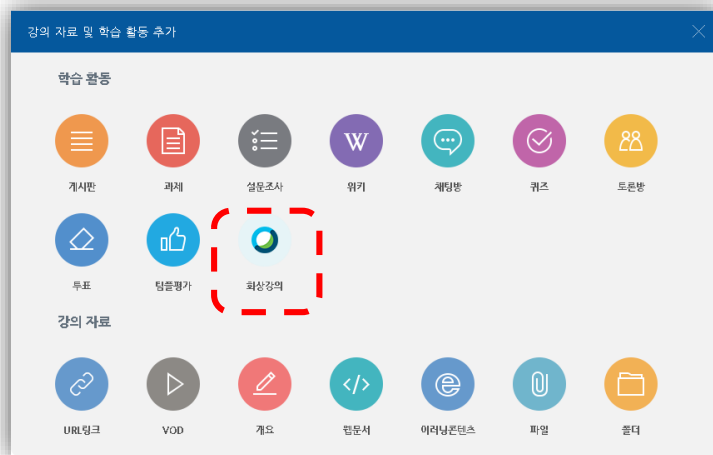 강의 자료 및 학습 활동 추가
학습 활동
게시판 과제 설문조사 위키 채팅방 퀴즈 토론방
투표 팀플평가 화상강의
강의 자료
URL링크 VOD 개요 웹문서 이러닝콘텐츠 파일 폴더